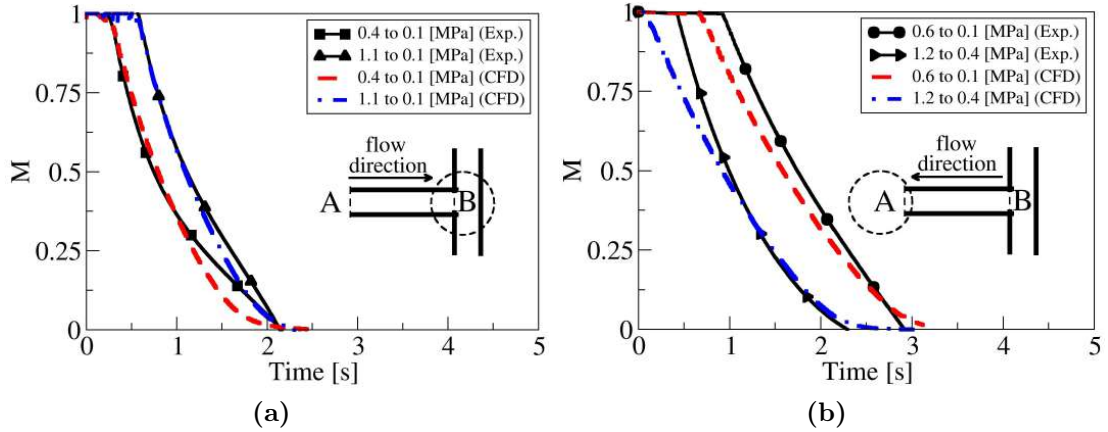 1
0.75
M
0.5
0.25
0
0 1 2 3 4 5
Time [s]
0.4 to 0.1 [MPa] (Exp.)
1.1 to 0.1 [MPa] (Exp.)
0.4 to 0.1 [MPa] (CFD)
1.1 to 0.1 [MPa] (CFD)
flow
direction
A B
(a)
1
0.75
M
0.5
0.25
0
0 1 2 3 4 5
Time [s]
0.6 to 0.1 [MPa] (Exp.)
1.2 to 0.4 [MPa] (Exp.)
0.6 to 0.1 [MPa] (CFD)
1.2 to 0.4 [MPa] (CFD)
flow
direction
A B
(b)